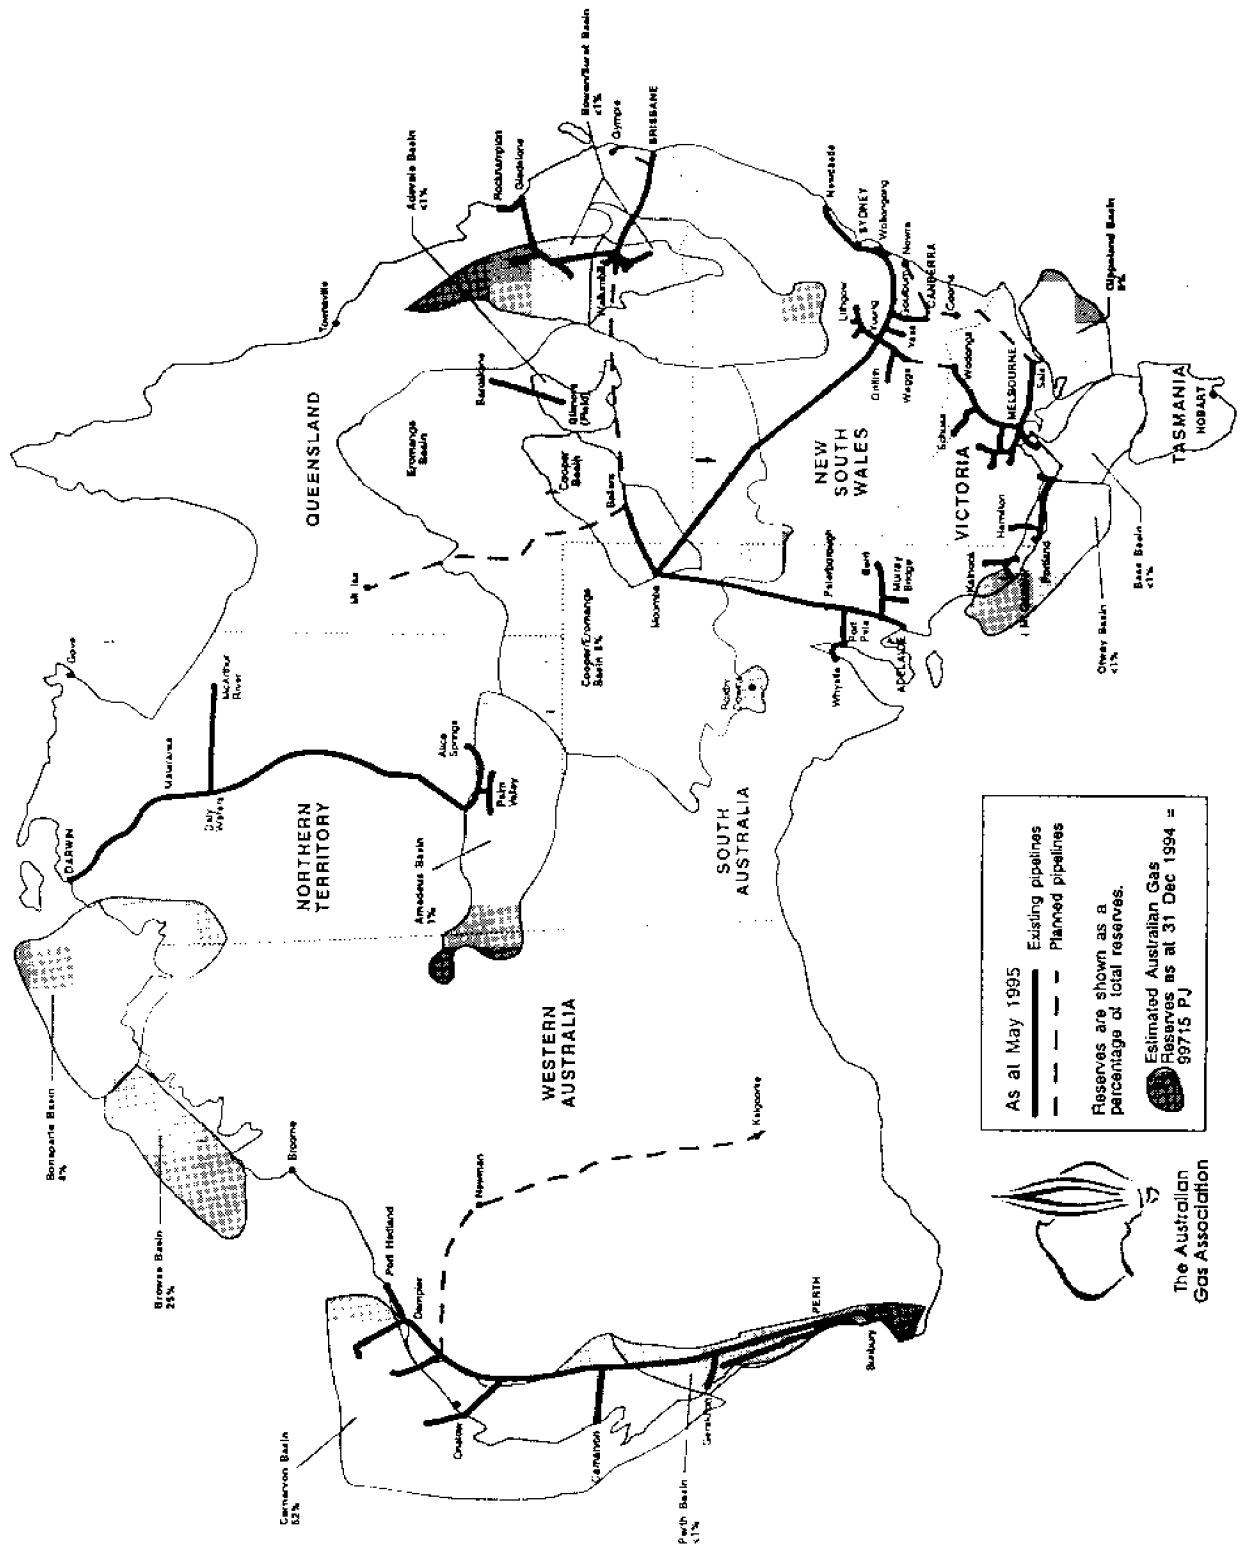 Bonaparte Basin
4%
Browse Basin
25%
Carnarvon Basin
52%
Perth Basin
<1%
Broome
Port Hedland
Dampier
Onslow
Carnarvon
Geraldton
PERTH
Bunbury
Newman
Kalgoorlie
WESTERN
AUSTRALIA
DARWIN
Gove
Mataranka
Daly
Waters
McArthur
River
NORTHERN
TERRITORY
Alice
Springs
Palm
Valley
Amadeus Basin
1%
SOUTH
AUSTRALIA
Roxby
Downs
Cooper/Eromanga
Basin 5%
Moomba
Peterborough
Whyalla
Port
Pirie
Berri
Murray
Bridge
ADELAIDE
QUEENSLAND
Mt Isa
Townsville
Eromanga
Basin
Cooper
Basin
Ballera
Barcaldine
Gilmore
(Field)
Adavale Basin
<1%
Rockhampton
Gladstone
Bowen/Surat Basin
<1%
Gympie
BRISBANE
Wallumbilla
NEW
SOUTH
WALES
Newcastle
SYDNEY
Wollongong
Nowra
Goulburn
CANBERRA
Cooma
Lithgow
Young
Yass
Griffith
Wagga
VICTORIA
Wodonga
Echuca
MELBOURNE
Sale
Hamilton
Portland
Katnook
Gippsland Basin
Otway Basin
<1%
Bass Basin
<1%
TASMANIA
HOBART
As at May 1995
Existing pipelines
Planned pipelines
Reserves are shown as a
percentage of total reserves.
Estimated Australian Gas
Reserves as at 31 Dec 1994 =
99715 PJ
The Australian
Gas Association